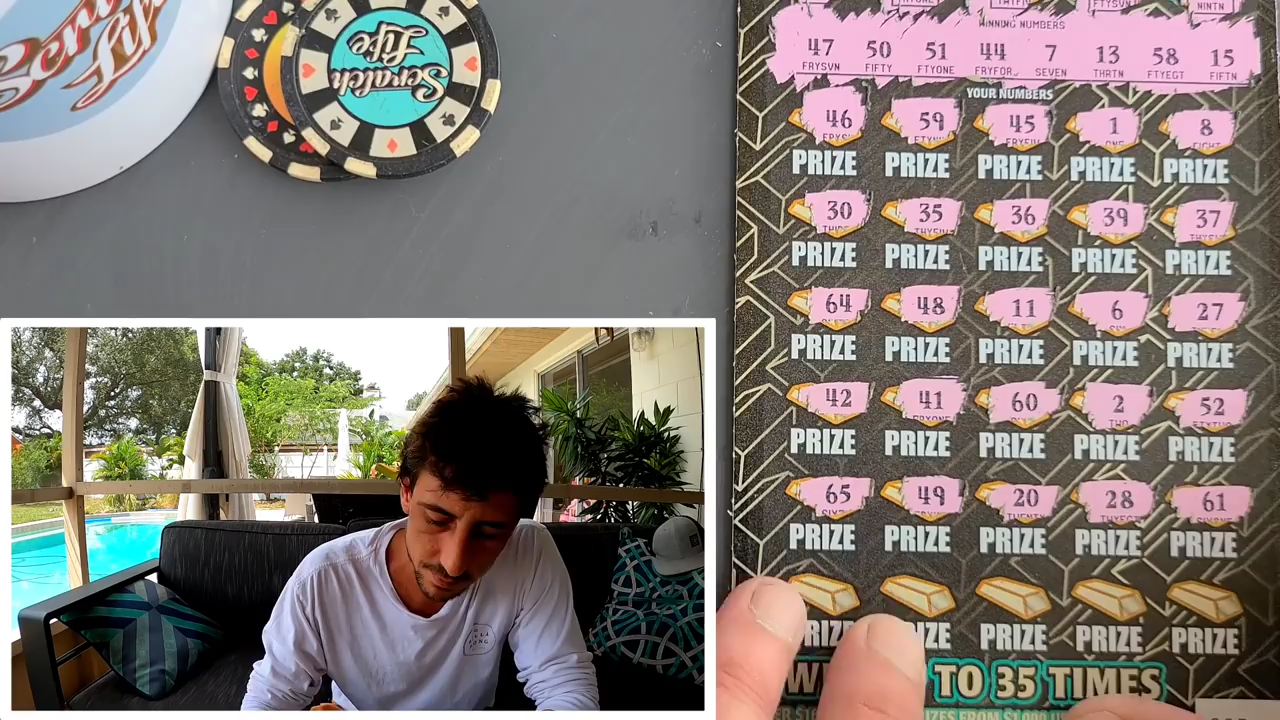 Scratch Life
FTYSVN
NINTN
WINNING NUMBERS
47 50 51 44 7 13 58 15
FRYSVN FIFTY FTYONE FRYFOR SEVEN THRTN FTYEGT FIFTN
YOUR NUMBERS
46 59 45 1 8
PRIZE PRIZE PRIZE PRIZE PRIZE
30 35 36 39 37
PRIZE PRIZE PRIZE PRIZE PRIZE
64 48 11 6 27
PRIZE PRIZE PRIZE PRIZE PRIZE
42 41 60 2 52
PRIZE PRIZE PRIZE PRIZE PRIZE
65 49 20 28 61
PRIZE PRIZE PRIZE PRIZE PRIZE
PRIZE PRIZE PRIZE
TO 35 TIMES